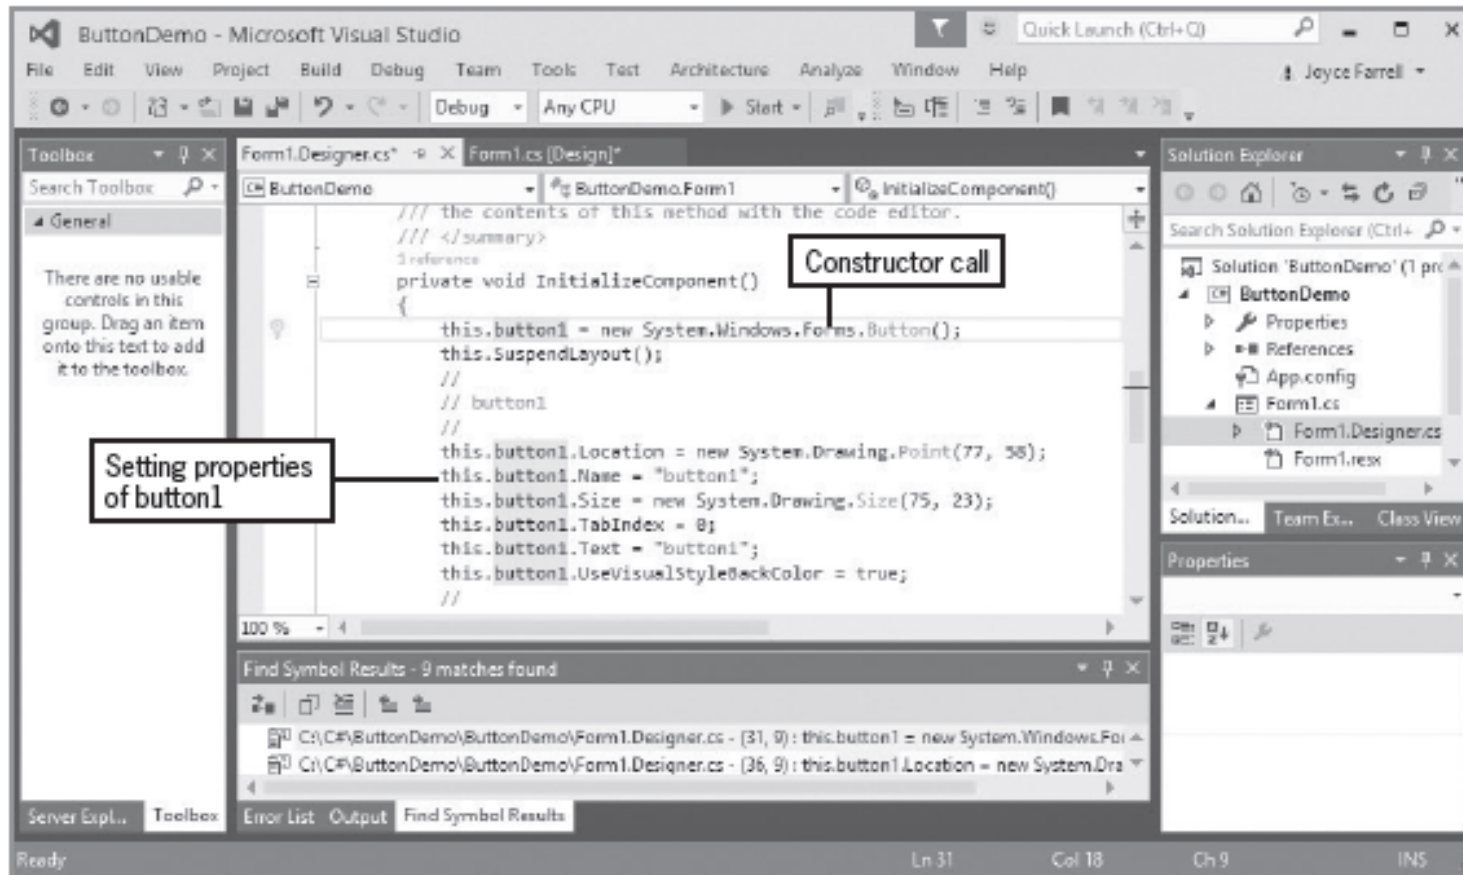 ButtonDemo - Microsoft Visual Studio
Quick Launch (Ctrl+Q)
File Edit View Project Build Debug Team Tools Test Architecture Analyze Window Help
Joyce Farrell
Debug Any CPU Start
Toolbox
Search Toolbox
General
There are no usable
controls in this
group. Drag an item
onto this text to add
it to the toolbox.
Server Expl... Toolbox
Form1.Designer.cs* Form1.cs [Design]*
ButtonDemo ButtonDemo.Form1 InitializeComponent()
/// the contents of this method with the code editor.
/// </summary>
1 reference
private void InitializeComponent()
{
this.button1 = new System.Windows.Forms.Button();
this.SuspendLayout();
//
// button1
//
this.button1.Location = new System.Drawing.Point(77, 58);
this.button1.Name = "button1";
this.button1.Size = new System.Drawing.Size(75, 23);
this.button1.TabIndex = 0;
this.button1.Text = "button1";
this.button1.UseVisualStyleBackColor = true;
//
Constructor call
Setting properties
of button1
100 %
Find Symbol Results - 9 matches found
C:\C#\ButtonDemo\ButtonDemo\Form1.Designer.cs - (31, 9) : this.button1 = new System.Windows.For
C:\C#\ButtonDemo\ButtonDemo\Form1.Designer.cs - (36, 9) : this.button1.Location = new System.Dra
Error List Output Find Symbol Results
Solution Explorer
Search Solution Explorer (Ctrl+
Solution 'ButtonDemo' (1 pro
ButtonDemo
Properties
References
App.config
Form1.cs
Form1.Designer.cs
Form1.resx
Solution... Team Ex... Class View
Properties
Ready Ln 31 Col 18 Ch 9 INS